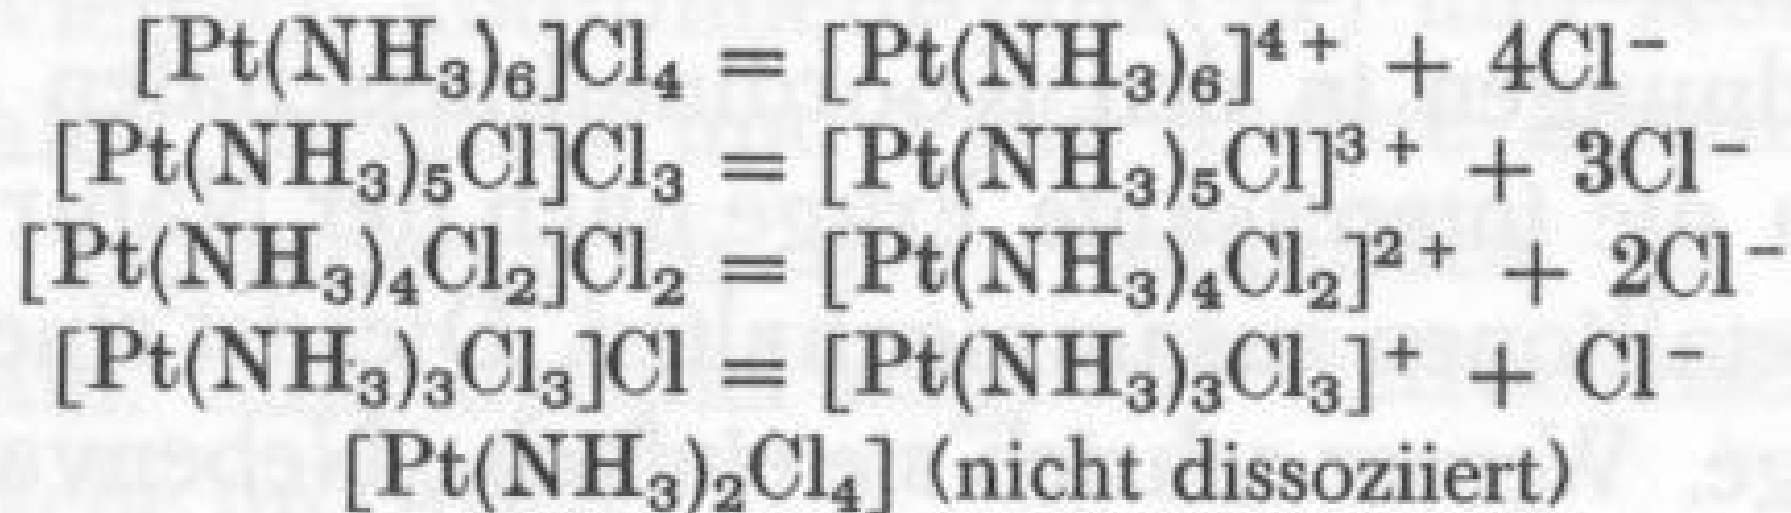 [Pt(NH₃)₆]Cl₄ = [Pt(NH₃)₆]⁴⁺ + 4Cl⁻
[Pt(NH₃)₅Cl]Cl₃ = [Pt(NH₃)₅Cl]³⁺ + 3Cl⁻
[Pt(NH₃)₄Cl₂]Cl₂ = [Pt(NH₃)₄Cl₂]²⁺ + 2Cl⁻
[Pt(NH₃)₃Cl₃]Cl = [Pt(NH₃)₃Cl₃]⁺ + Cl⁻
[Pt(NH₃)₂Cl₄] (nicht dissoziiert)